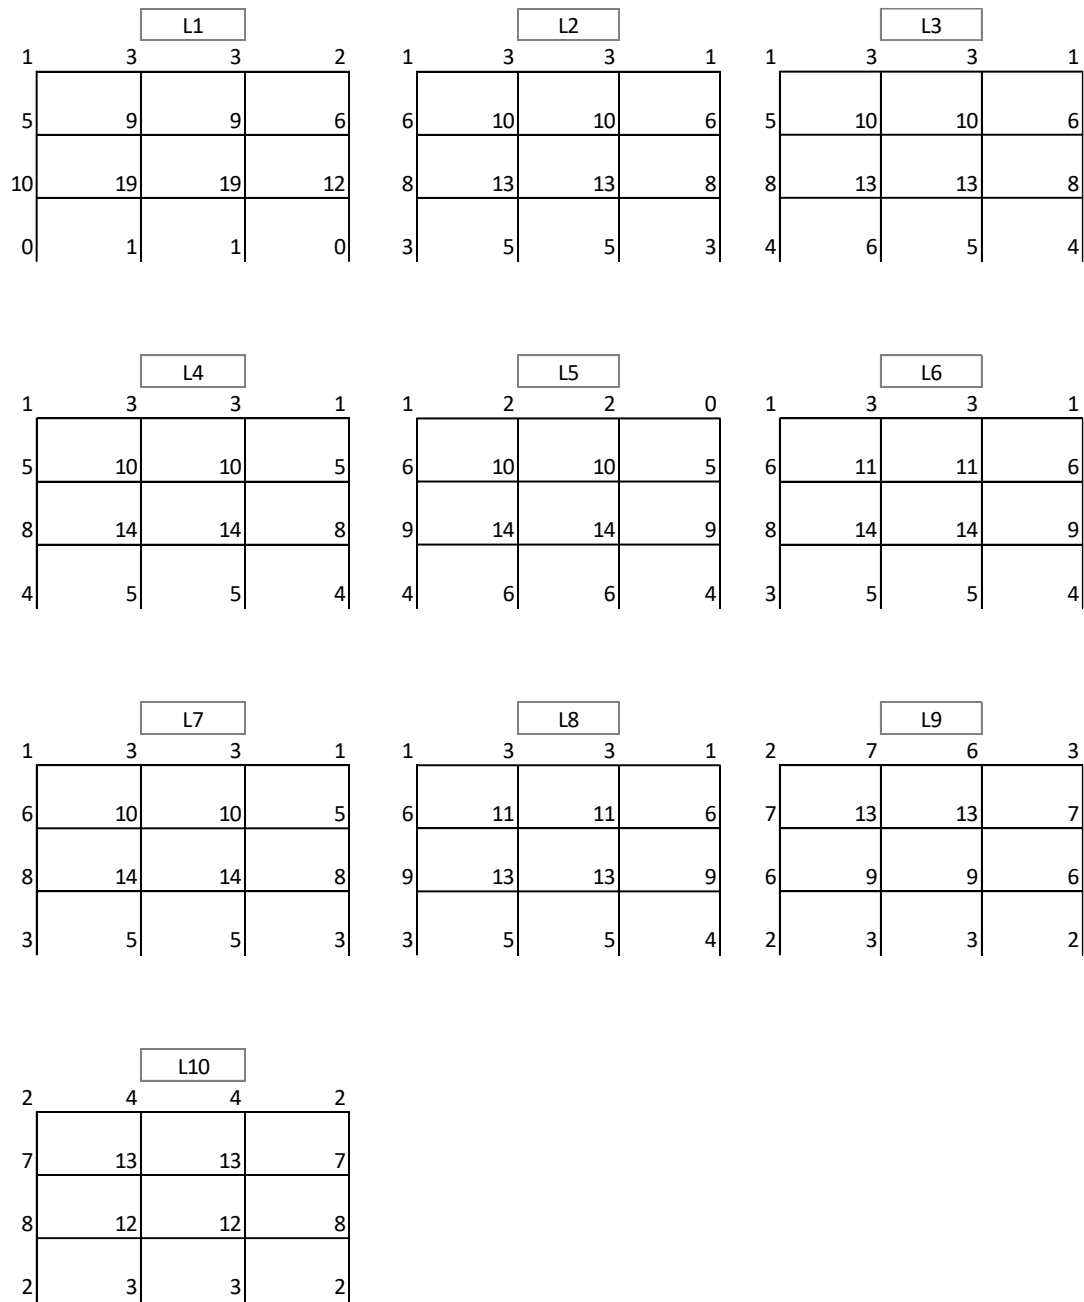 L1 L2 L3
1 3 3 2 1 3 3 1 1 3 3 1
5 9 9 6 6 10 10 6 5 10 10 6
10 19 19 12 8 13 13 8 8 13 13 8
0 1 1 0 3 5 5 3 4 6 5 4
L4 L5 L6
1 3 3 1 1 2 2 0 1 3 3 1
5 10 10 5 6 10 10 5 6 11 11 6
8 14 14 8 9 14 14 9 8 14 14 9
4 5 5 4 4 6 6 4 3 5 5 4
L7 L8 L9
1 3 3 1 1 3 3 1 2 7 6 3
6 10 10 5 6 11 11 6 7 13 13 7
8 14 14 8 9 13 13 9 6 9 9 6
3 5 5 3 3 5 5 4 2 3 3 2
L10
2 4 4 2
7 13 13 7
8 12 12 8
2 3 3 2